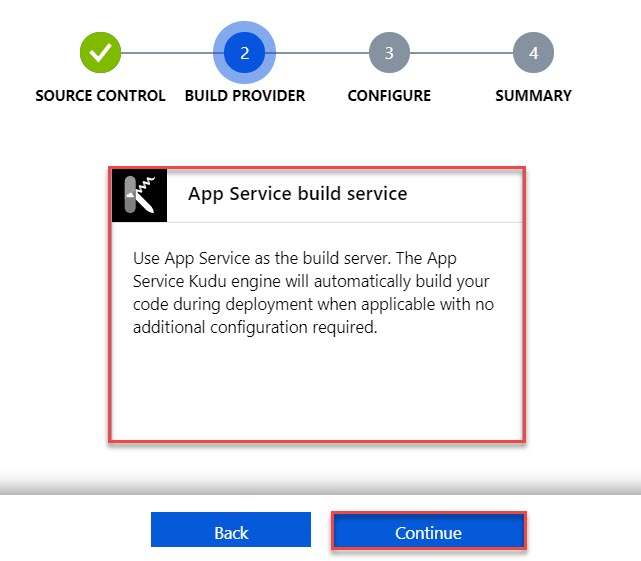 2
3
4
SOURCE CONTROL
BUILD PROVIDER
CONFIGURE
SUMMARY
App Service build service
Use App Service as the build server. The App
Service Kudu engine will automatically build your
code during deployment when applicable with no
additional configuration required.
Back
Continue